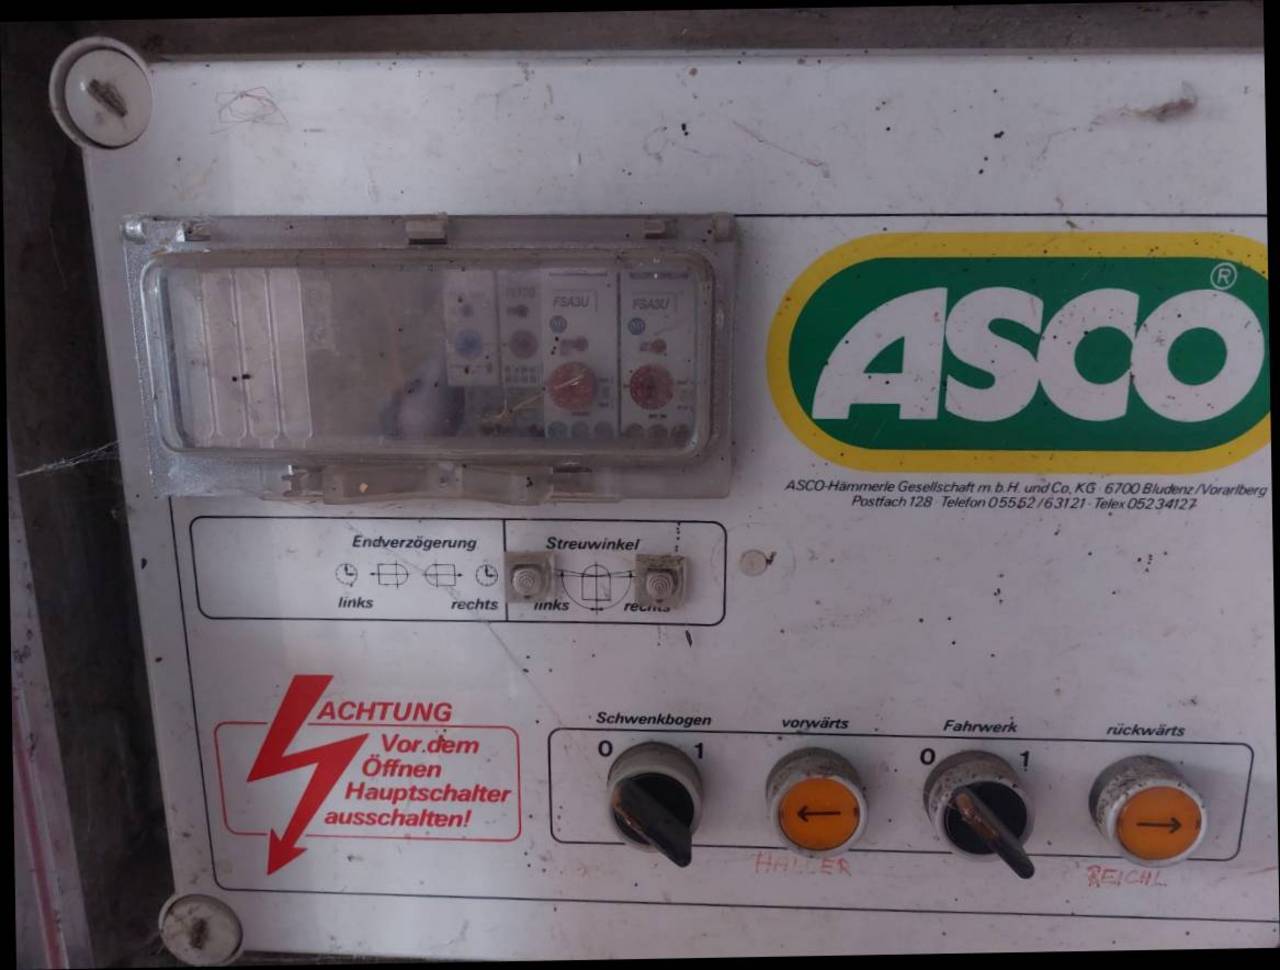 FSA3U
FSA3U
ASCO
®
ASCO-Hämmerle Gesellschaft m.b.H. und Co, KG · 6700 Bludenz/Vorarlberg
Postfach 128 · Telefon 05552/63121 · Telex 05234127
Endverzögerung
Streuwinkel
links
rechts
links
rechts
ACHTUNG
Vor dem
Öffnen
Hauptschalter
ausschalten!
Schwenkbogen
vorwärts
Fahrwerk
rückwärts
0 1
0 1
HALLER
REICHL